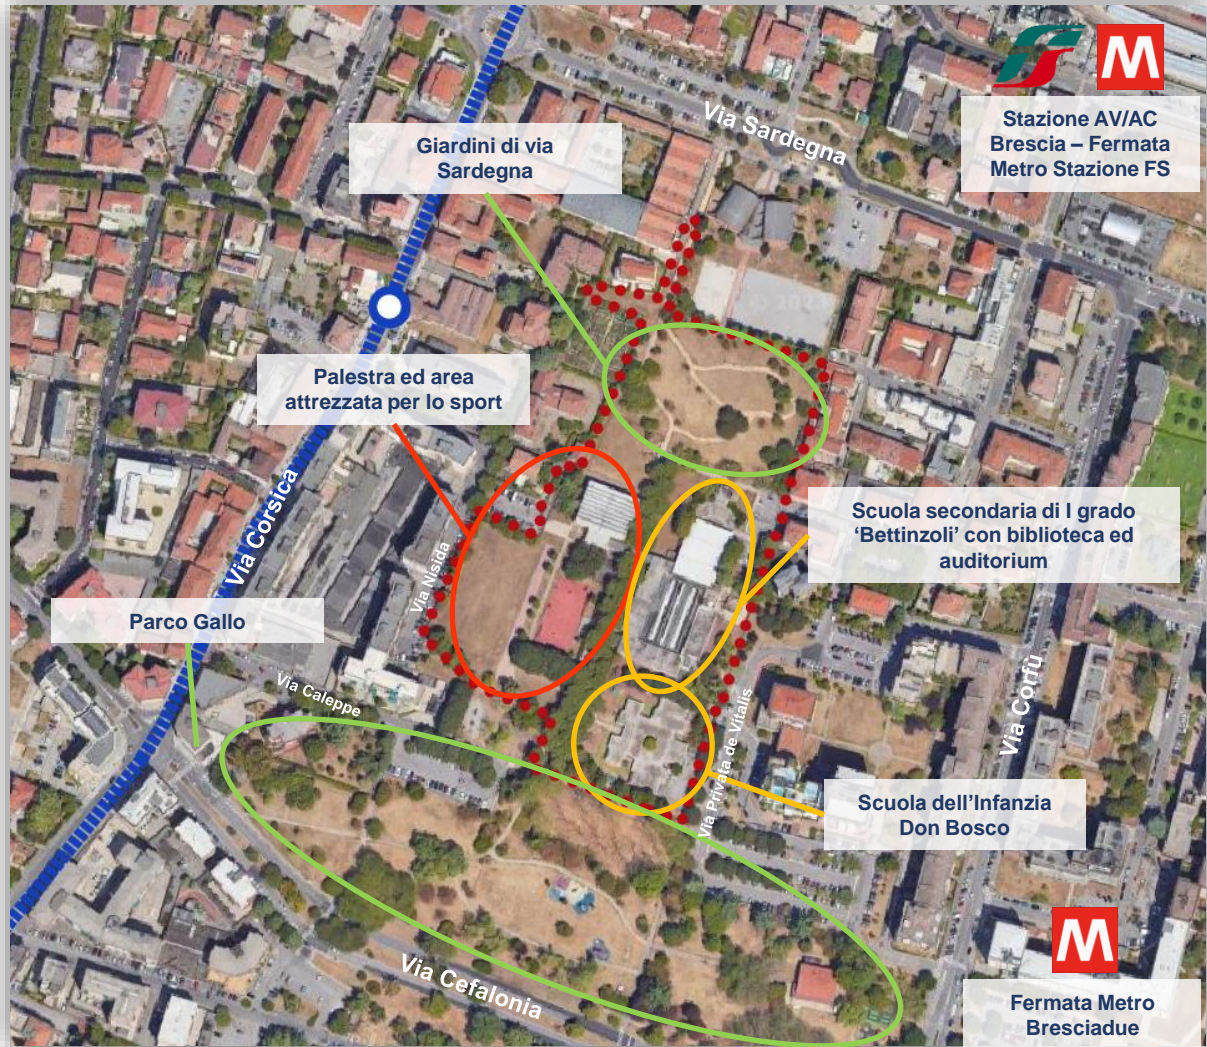 M
Stazione AV/AC
Brescia – Fermata
Metro Stazione FS
Via Sardegna
Giardini di via
Sardegna
Palestra ed area
attrezzata per lo sport
Via Corsica
Scuola secondaria di I grado
‘Bettinzoli’ con biblioteca ed
auditorium
Via Nisida
Parco Gallo
Via Caleppe
Via Corfù
Via Privata de Vitalis
Scuola dell’Infanzia
Don Bosco
Via Cefalonia
M
Fermata Metro
Bresciadue